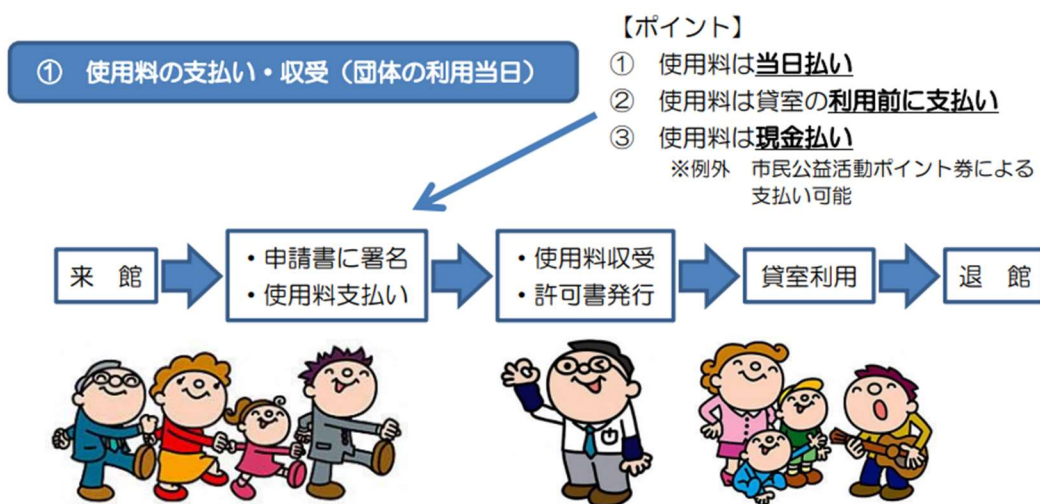 ① 使用料の支払い・収受（団体の利用当日）
【ポイント】
① 使用料は当日払い
② 使用料は貸室の利用前に支払い
③ 使用料は現金払い
※例外 市民公益活動ポイント券による
支払い可能
来 館
・申請書に署名
・使用料支払い
・使用料収受
・許可書発行
貸室利用
退 館